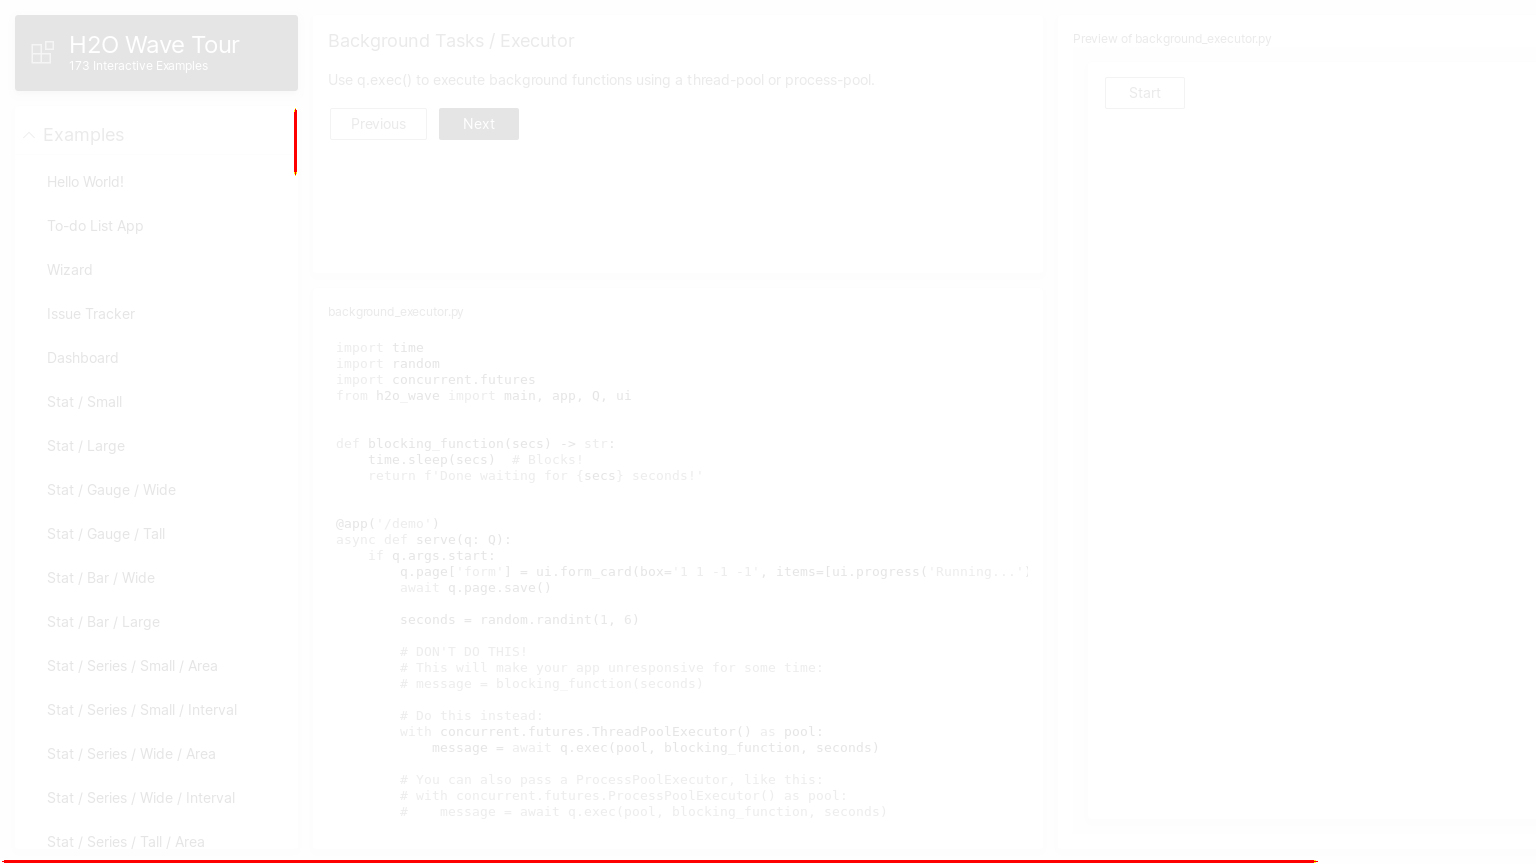 H2O Wave Tour
173 Interactive Examples
Examples
Hello World!
To-do List App
Wizard
Issue Tracker
Dashboard
Stat / Small
Stat / Large
Stat / Gauge / Wide
Stat / Gauge / Tall
Stat / Bar / Wide
Stat / Bar / Large
Stat / Series / Small / Area
Stat / Series / Small / Interval
Stat / Series / Wide / Area
Stat / Series / Wide / Interval
Stat / Series / Tall / Area
Background Tasks / Executor
Use q.exec() to execute background functions using a thread-pool or process-pool.
Previous
Next
background_executor.py
import time
import random
import concurrent.futures
from h2o_wave import main, app, Q, ui
def blocking_function(secs) -> str:
    time.sleep(secs)  # Blocks!
    return f'Done waiting for {secs} seconds!'
@app('/demo')
async def serve(q: Q):
    if q.args.start:
        q.page['form'] = ui.form_card(box='1 1 -1 -1', items=[ui.progress('Running...')]
        await q.page.save()
        seconds = random.randint(1, 6)
        # DON'T DO THIS!
        # This will make your app unresponsive for some time:
        # message = blocking_function(seconds)
        # Do this instead:
        with concurrent.futures.ThreadPoolExecutor() as pool:
            message = await q.exec(pool, blocking_function, seconds)
        # You can also pass a ProcessPoolExecutor, like this:
        # with concurrent.futures.ProcessPoolExecutor() as pool:
        #    message = await q.exec(pool, blocking_function, seconds)
Preview of background_executor.py
Start